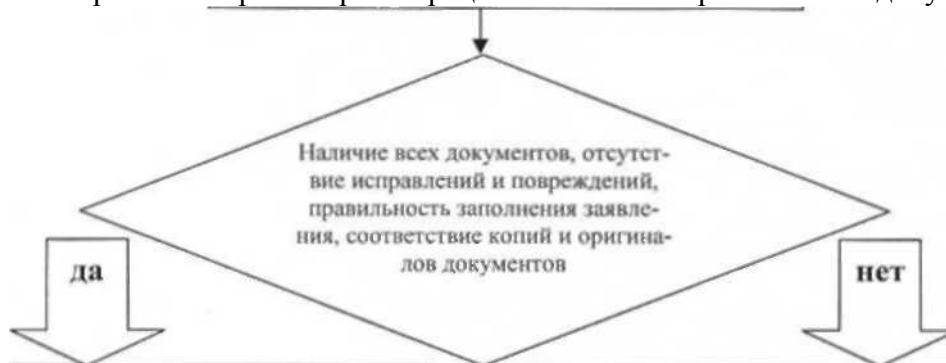 Наличие всех документов, отсутст-
вие исправлений и повреждений,
правильность заполнения заявле-
ния, соответствие копий и оригина-
лов документов
да
нет